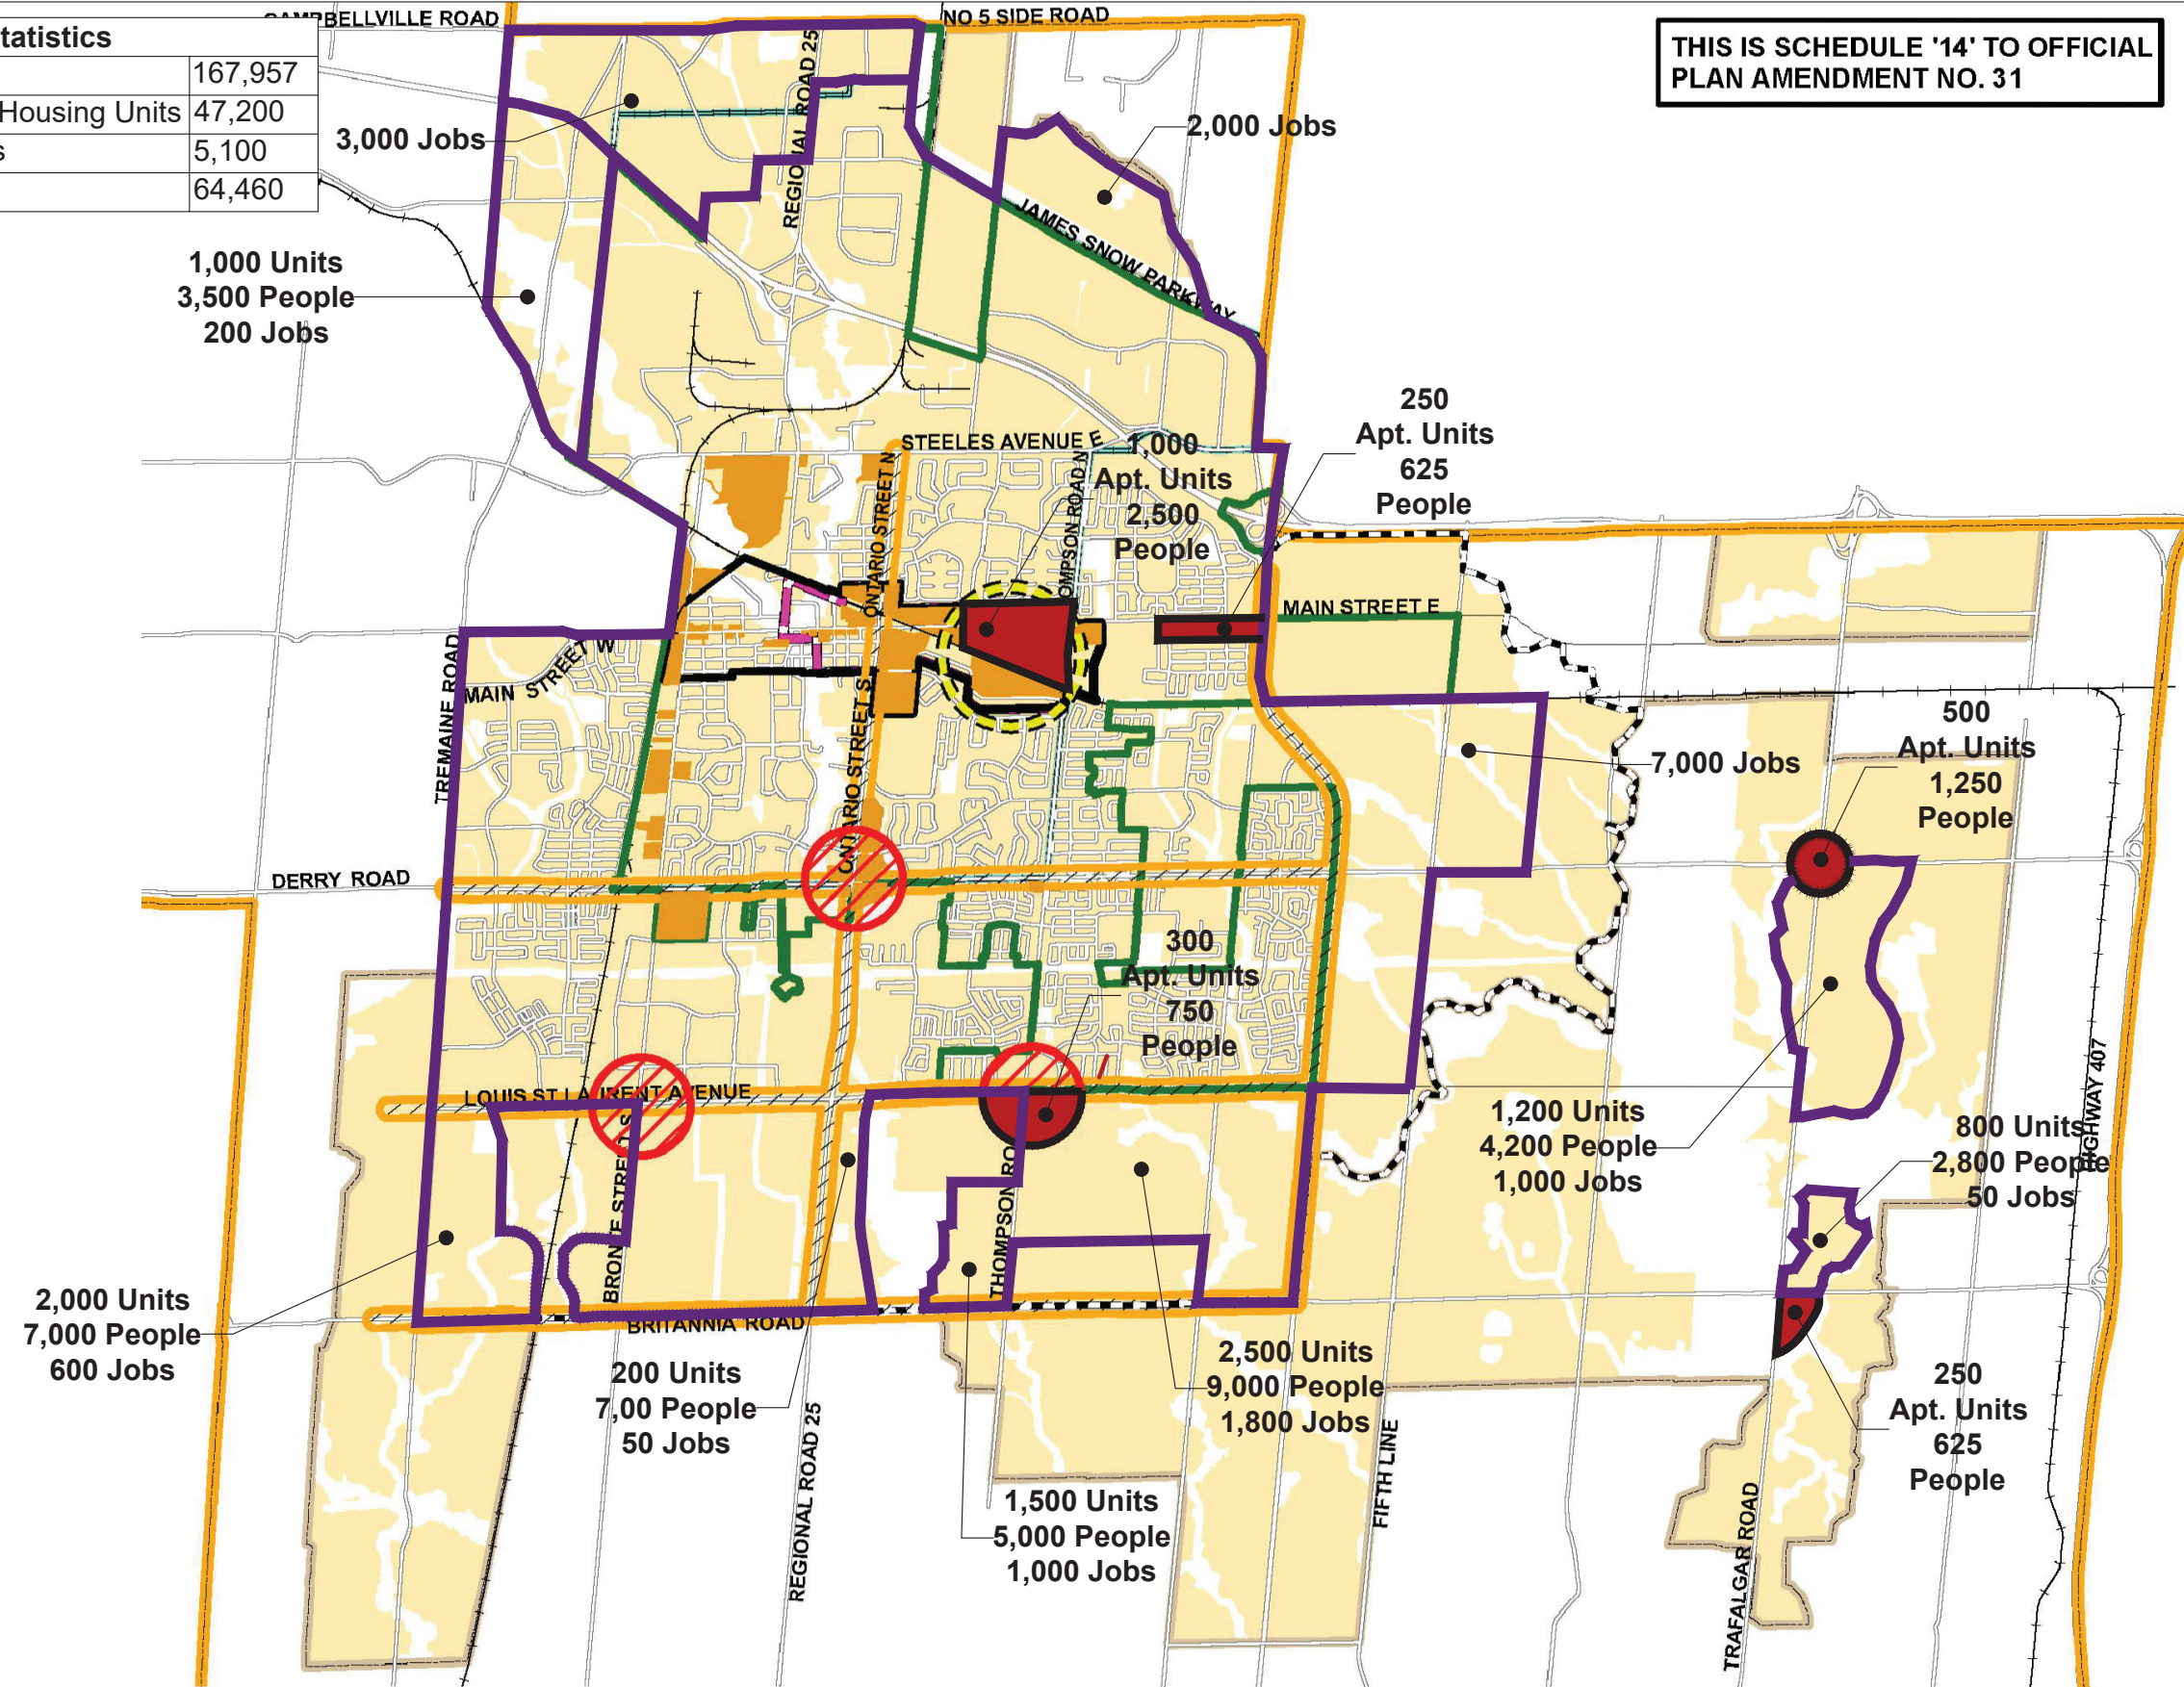 CAMPBELLVILLE ROAD
NO 5 SIDE ROAD
THIS IS SCHEDULE '14' TO OFFICIAL
PLAN AMENDMENT NO. 31
tatistics
167,957
Housing Units 47,200
s 5,100
64,460
REGIONAL ROAD 25
3,000 Jobs
2,000 Jobs
JAMES SNOW PARKWAY
1,000 Units
3,500 People
200 Jobs
250
Apt. Units
625
People
STEELES AVENUE E
1,000
Apt. Units
2,500
People
ONTARIO STREET N
OMPSON ROAD N
MAIN STREET E
TREMAINE ROAD
MAIN STREET W
ONTARIO STREET S
7,000 Jobs
500
Apt. Units
1,250
People
DERRY ROAD
300
Apt. Units
750
People
LOUIS ST LAURENT AVENUE
HIGHWAY 407
1,200 Units
4,200 People
1,000 Jobs
800 Units
2,800 People
50 Jobs
BRONTE STREET S
THOMPSON RO
2,000 Units
7,000 People
600 Jobs
BRITANNIA ROAD
200 Units
7,00 People
50 Jobs
2,500 Units
9,000 People
1,800 Jobs
250
Apt. Units
625
People
REGIONAL ROAD 25
FIFTH LINE
1,500 Units
5,000 People
1,000 Jobs
TRAFALGAR ROAD